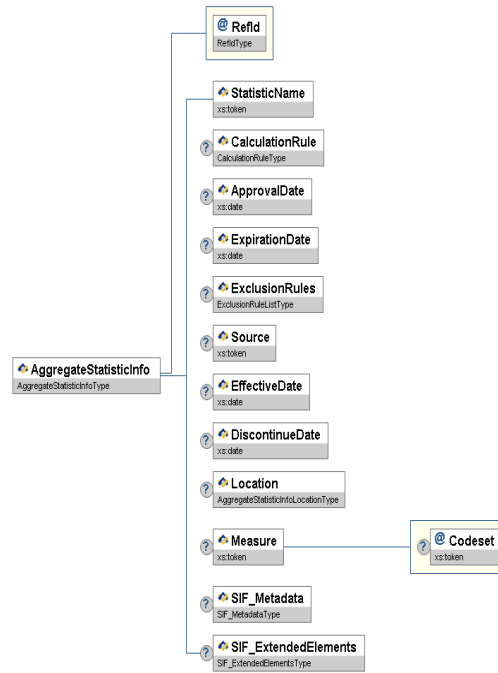 @ RefId
RefIdType
StatisticName
xs:token
? CalculationRule
CalculationRuleType
? ApprovalDate
xs:date
? ExpirationDate
xs:date
? ExclusionRules
ExclusionRuleListType
? Source
xs:token
AggregateStatisticInfo
AggregateStatisticInfoType
? EffectiveDate
xs:date
? DiscontinueDate
xs:date
? Location
AggregateStatisticInfoLocationType
? Measure
xs:token
? @ Codeset
xs:token
? SIF_Metadata
SIF_MetadataType
? SIF_ExtendedElements
SIF_ExtendedElementsType